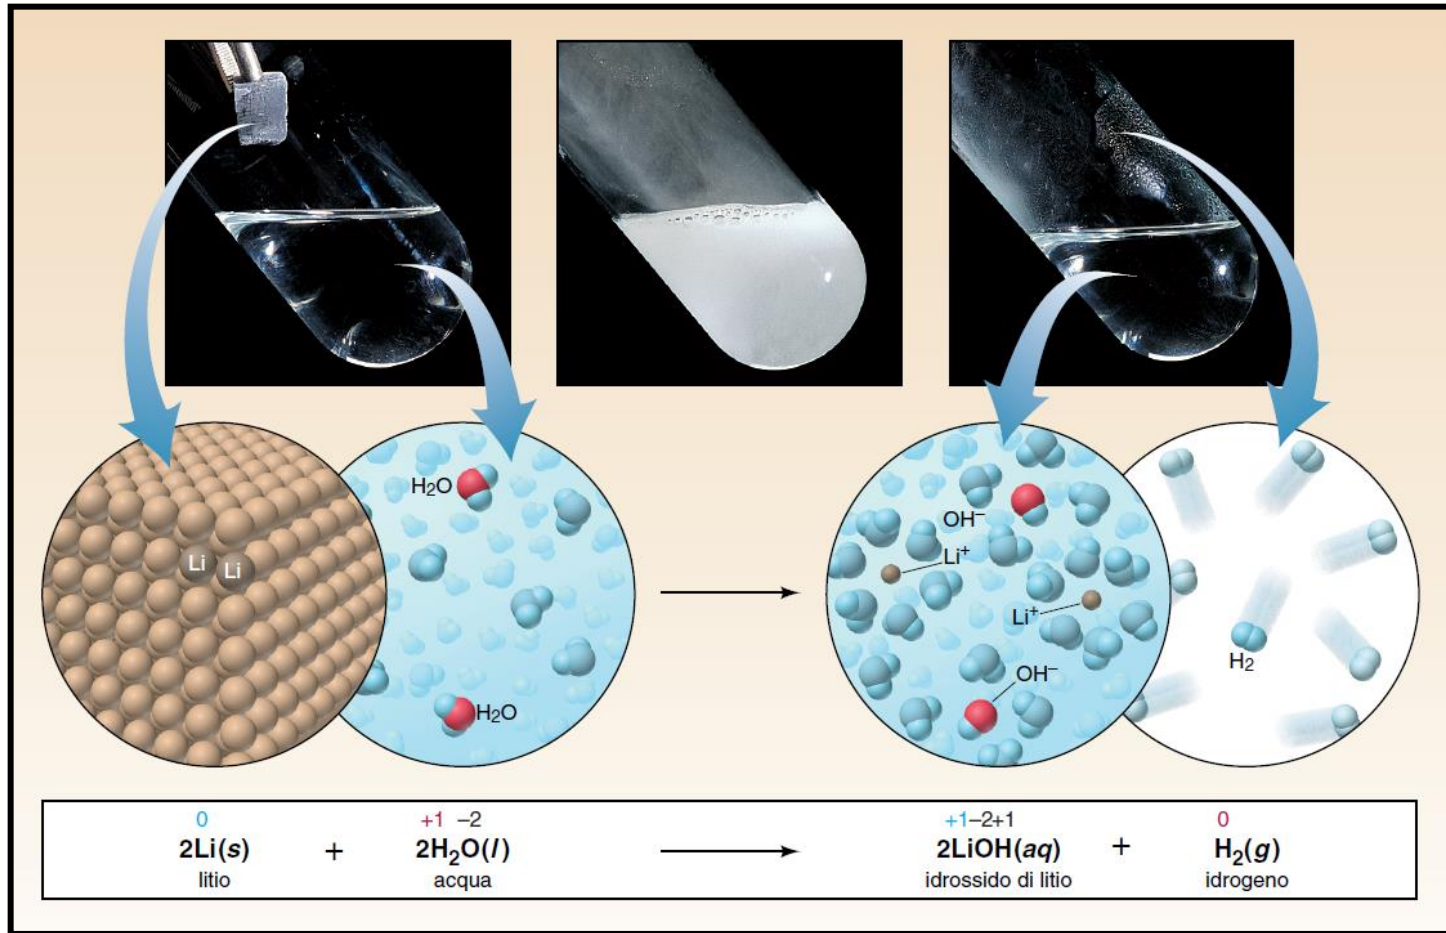 H₂O
Li Li
H₂O
OH⁻
Li⁺
Li⁺
OH⁻
H₂
0 +1 –2 +1–2+1 0
2Li(s) + 2H₂O(l) 2LiOH(aq) + H₂(g)
litio acqua idrossido di litio idrogeno